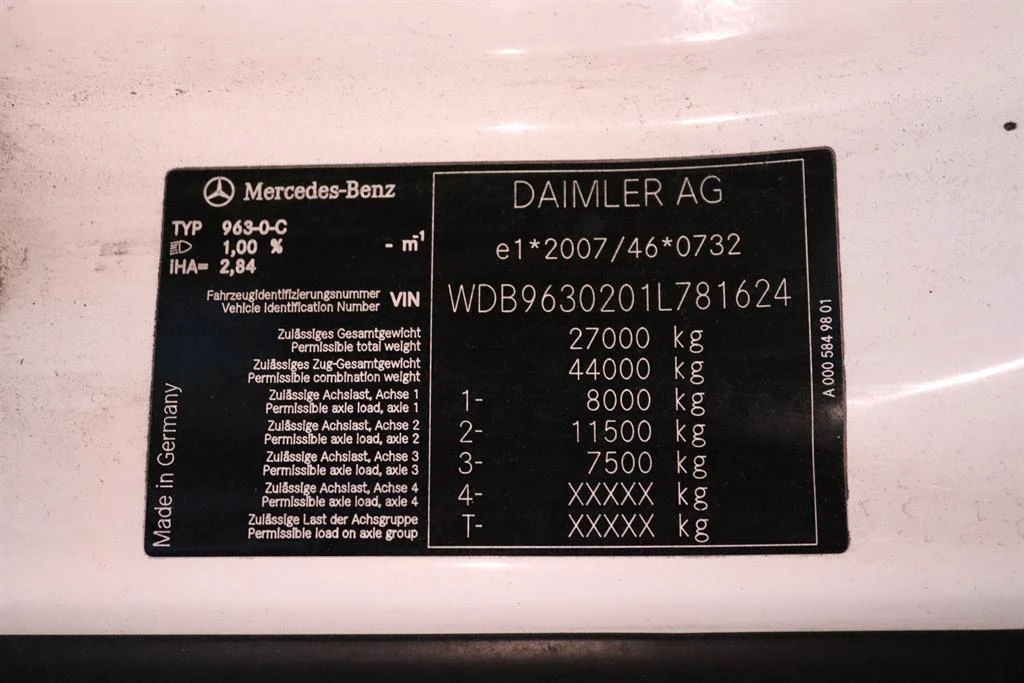 Mercedes-Benz
TYP 963-0-C
1,00 % - m-1
IHA= 2,84
DAIMLER AG
e1*2007/46*0732
Fahrzeugidentifizierungsnummer
Vehicle Identification Number VIN WDB9630201L781624
Zulässiges Gesamtgewicht
Permissible total weight 27000 kg
Zulässiges Zug-Gesamtgewicht
Permissible combination weight 44000 kg
Zulässige Achslast, Achse 1
Permissible axle load, axle 1 1- 8000 kg
Zulässige Achslast, Achse 2
Permissible axle load, axle 2 2- 11500 kg
Zulässige Achslast, Achse 3
Permissible axle load, axle 3 3- 7500 kg
Zulässige Achslast, Achse 4
Permissible axle load, axle 4 4- XXXXX kg
Zulässige Last der Achsgruppe
Permissible load on axle group T- XXXXX kg
Made in Germany
A 000 584 98 01